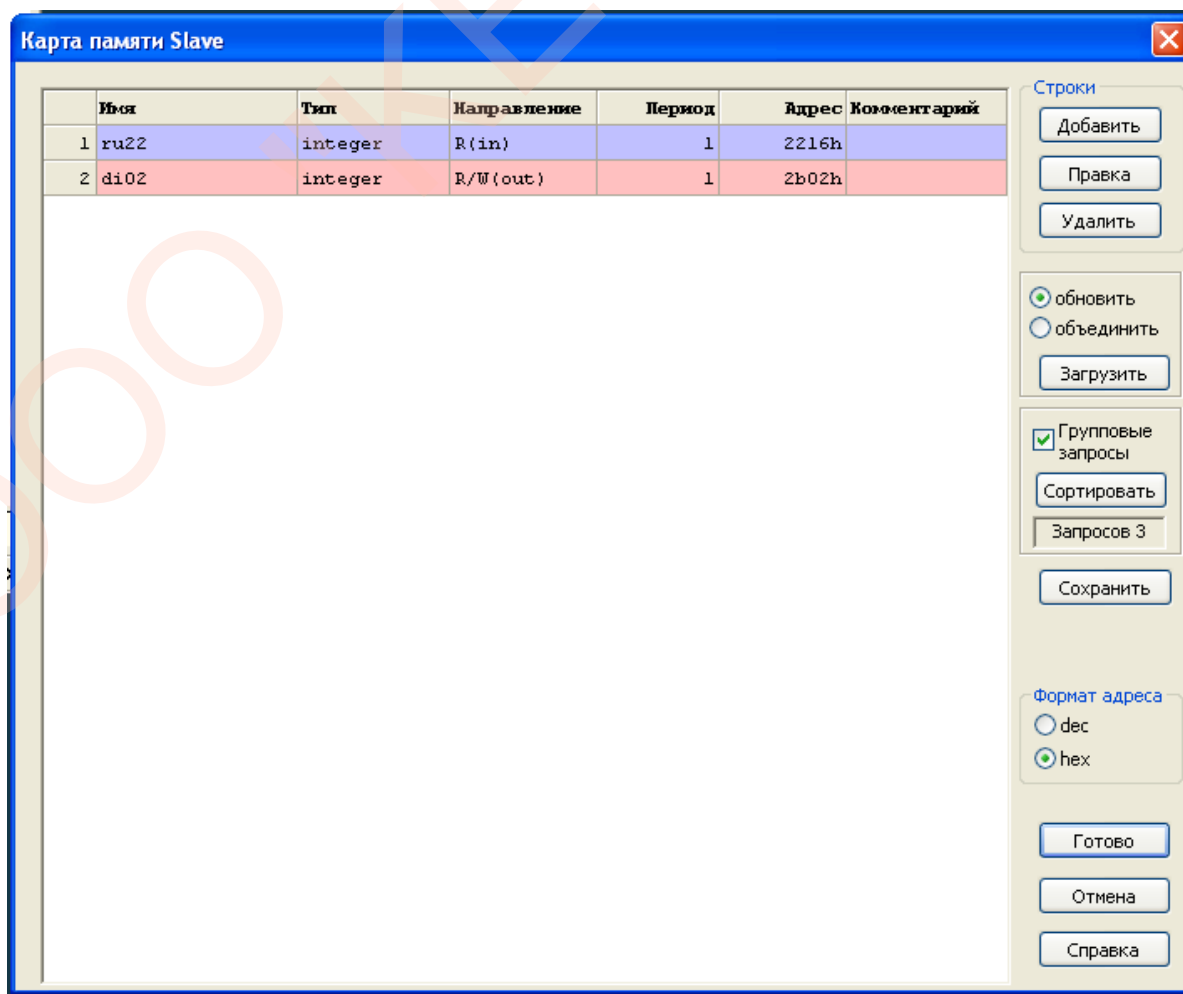 Карта памяти Slave
Имя Тип Направление Период Адрес Комментарий
1 ru22 integer R(in) 1 2216h
2 di02 integer R/W(out) 1 2b02h
Строки
Добавить
Правка
Удалить
обновить
объединить
Загрузить
Групповые
запросы
Сортировать
Запросов 3
Сохранить
Формат адреса
dec
hex
Готово
Отмена
Справка